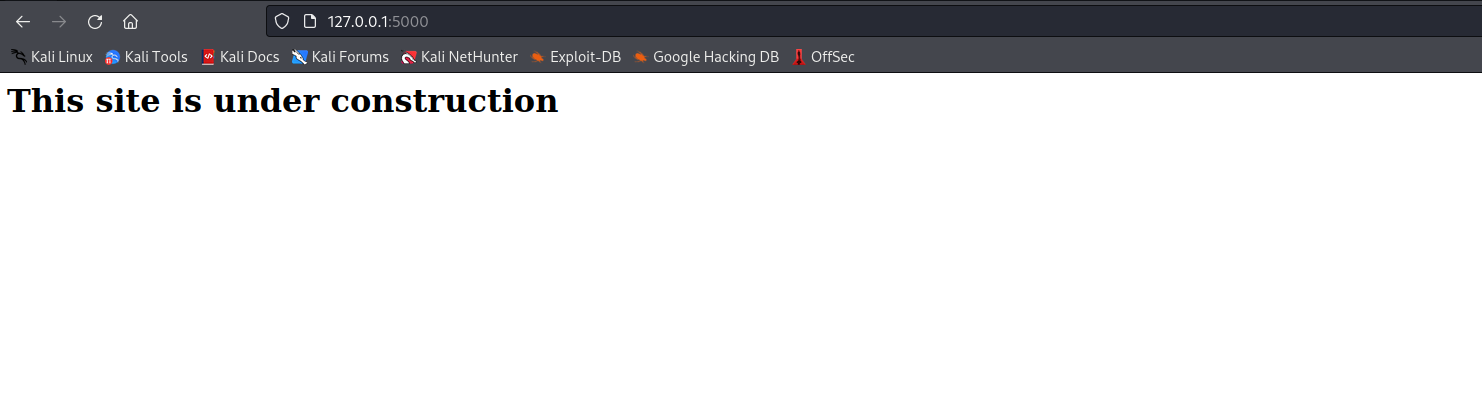 127.0.0.1:5000
Kali Linux Kali Tools Kali Docs Kali Forums Kali NetHunter Exploit-DB Google Hacking DB OffSec
This site is under construction